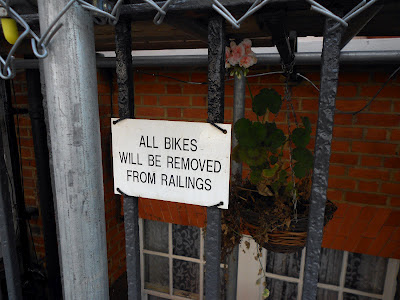 ALL BIKES
WILL BE REMOVED
FROM RAILINGS